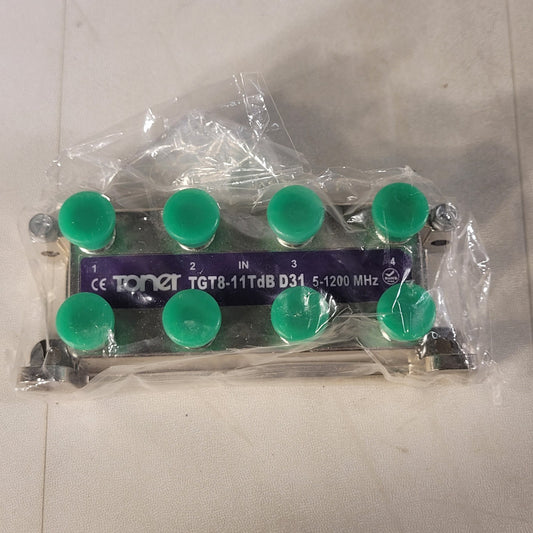 1 2 IN 3 4
CE TONER TGT8-11TdB D31 5-1200 MHz